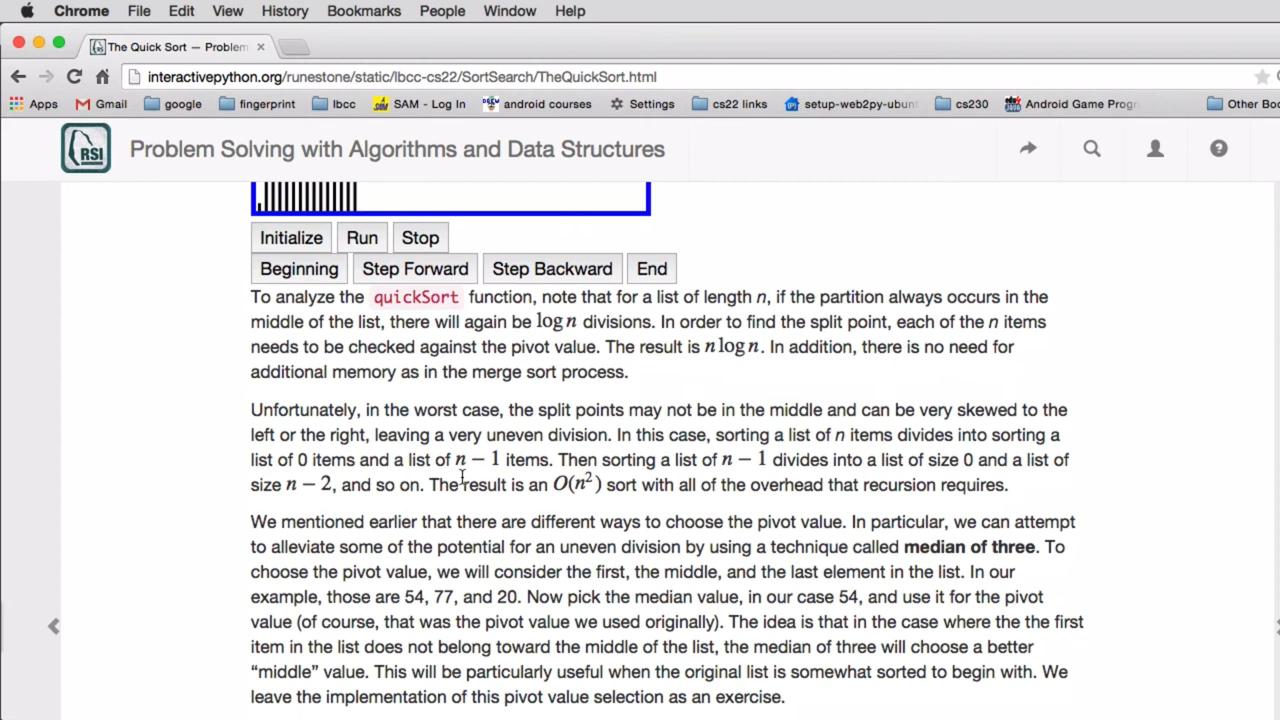 Chrome File Edit View History Bookmarks People Window Help
The Quick Sort — Problem
interactivepython.org/runestone/static/lbcc-cs22/SortSearch/TheQuickSort.html
Apps Gmail google fingerprint lbcc SAM - Log In android courses Settings cs22 links setup-web2py-ubunt cs230 Android Game Progr Other Boo
RSI Problem Solving with Algorithms and Data Structures
Initialize Run Stop
Beginning Step Forward Step Backward End
To analyze the quickSort function, note that for a list of length n, if the partition always occurs in the
middle of the list, there will again be log n divisions. In order to find the split point, each of the n items
needs to be checked against the pivot value. The result is n log n. In addition, there is no need for
additional memory as in the merge sort process.
Unfortunately, in the worst case, the split points may not be in the middle and can be very skewed to the
left or the right, leaving a very uneven division. In this case, sorting a list of n items divides into sorting a
list of 0 items and a list of n − 1 items. Then sorting a list of n − 1 divides into a list of size 0 and a list of
size n − 2, and so on. The result is an O(n²) sort with all of the overhead that recursion requires.
We mentioned earlier that there are different ways to choose the pivot value. In particular, we can attempt
to alleviate some of the potential for an uneven division by using a technique called median of three. To
choose the pivot value, we will consider the first, the middle, and the last element in the list. In our
example, those are 54, 77, and 20. Now pick the median value, in our case 54, and use it for the pivot
value (of course, that was the pivot value we used originally). The idea is that in the case where the the first
item in the list does not belong toward the middle of the list, the median of three will choose a better
“middle” value. This will be particularly useful when the original list is somewhat sorted to begin with. We
leave the implementation of this pivot value selection as an exercise.